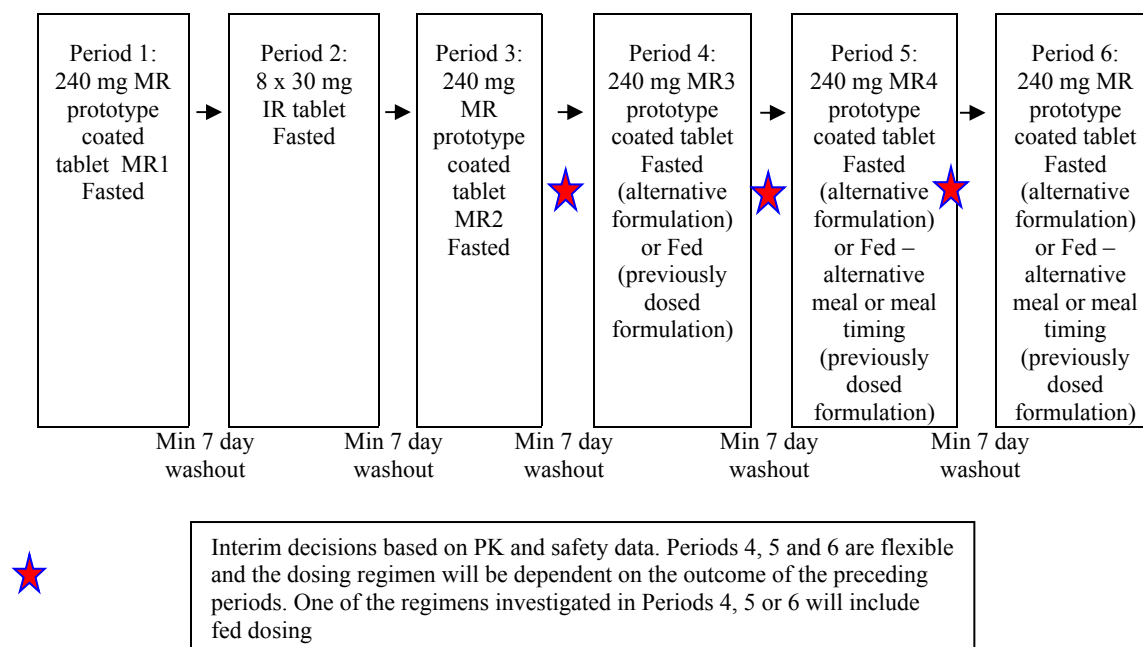 Period 1:
240 mg MR
prototype
coated
tablet MR1
Fasted
Period 2:
8 x 30 mg
IR tablet
Fasted
Period 3:
240 mg
MR
prototype
coated
tablet
MR2
Fasted
Period 4:
240 mg MR3
prototype
coated tablet
Fasted
(alternative
formulation)
or Fed
(previously
dosed
formulation)
Period 5:
240 mg MR4
prototype
coated tablet
Fasted
(alternative
formulation)
or Fed –
alternative
meal or meal
timing
(previously
dosed
formulation)
Period 6:
240 mg MR
prototype
coated tablet
Fasted
(alternative
formulation)
or Fed –
alternative
meal or meal
timing
(previously
dosed
formulation)
Min 7 day
washout
Min 7 day
washout
Min 7 day
washout
Min 7 day
washout
Min 7 day
washout
Interim decisions based on PK and safety data. Periods 4, 5 and 6 are flexible
and the dosing regimen will be dependent on the outcome of the preceding
periods. One of the regimens investigated in Periods 4, 5 or 6 will include
fed dosing